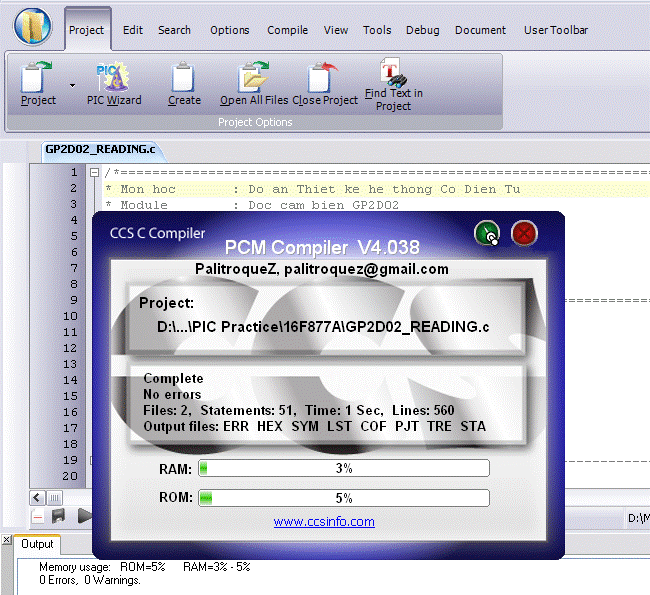 Project Edit Search Options Compile View Tools Debug Document User Toolbar
PIC
Project PIC Wizard Create Open All Files Close Project Find Text in Project
Project Options
GP2D02_READING.c
1 /*==================================================
2 * Mon hoc : Do an Thiet ke he thong Co Dien Tu
3 * Module : Doc cam bien GP2D02
4
5
6
7
8
9
10
11
12
13
14
15
16
17
18
19
20
CCS C Compiler
PCM Compiler V4.038
PalitroqueZ, palitroquez@gmail.com
Project:
D:\...\PIC Practice\16F877A\GP2D02_READING.c
Complete
No errors
Files: 2, Statements: 51, Time: 1 Sec, Lines: 560
Output files: ERR HEX SYM LST COF PJT TRE STA
RAM: 3%
ROM: 5%
www.ccsinfo.com
D:\M
Output
Memory usage: ROM=5% RAM=3% - 5%
0 Errors, 0 Warnings.